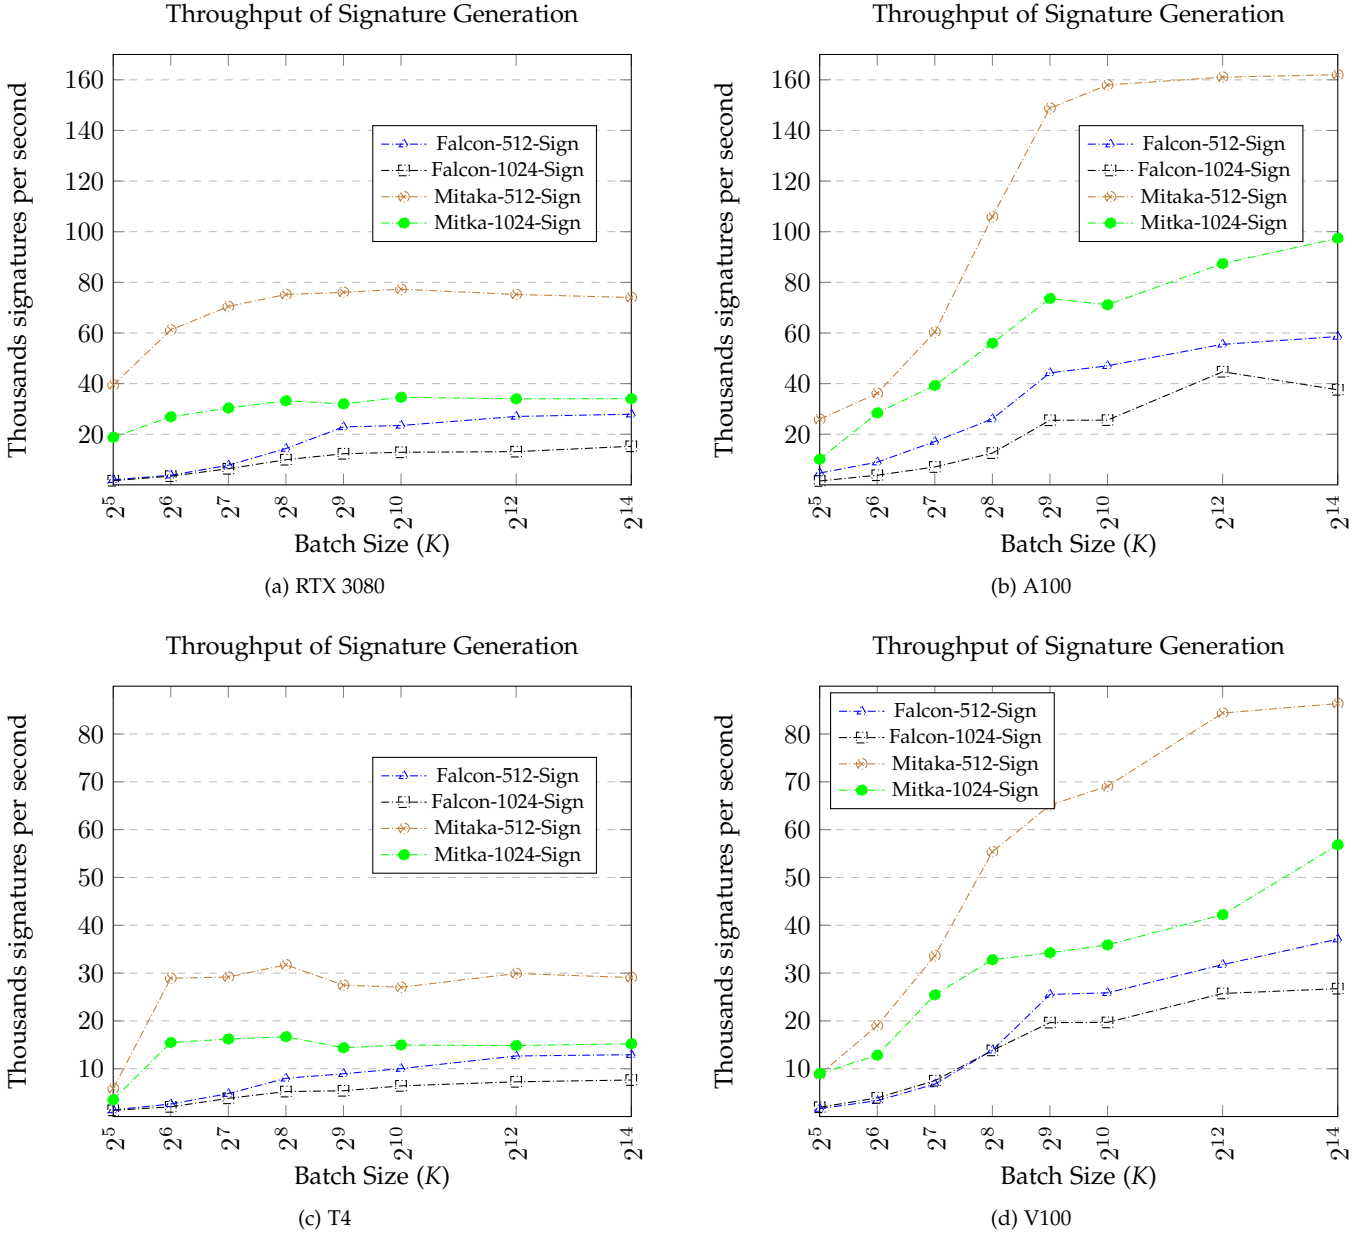 Throughput of Signature Generation
Thousands signatures per second
160
140
120
100
80
60
40
20
Falcon-512-Sign
Falcon-1024-Sign
Mitaka-512-Sign
Mitka-1024-Sign
2^5 2^6 2^7 2^8 2^9 2^10 2^12 2^14
Batch Size (K)
(a) RTX 3080
Throughput of Signature Generation
Thousands signatures per second
160
140
120
100
80
60
40
20
Falcon-512-Sign
Falcon-1024-Sign
Mitaka-512-Sign
Mitka-1024-Sign
2^5 2^6 2^7 2^8 2^9 2^10 2^12 2^14
Batch Size (K)
(b) A100
Throughput of Signature Generation
Thousands signatures per second
80
70
60
50
40
30
20
10
Falcon-512-Sign
Falcon-1024-Sign
Mitaka-512-Sign
Mitka-1024-Sign
2^5 2^6 2^7 2^8 2^9 2^10 2^12 2^14
Batch Size (K)
(c) T4
Throughput of Signature Generation
Thousands signatures per second
80
70
60
50
40
30
20
10
Falcon-512-Sign
Falcon-1024-Sign
Mitaka-512-Sign
Mitka-1024-Sign
2^5 2^6 2^7 2^8 2^9 2^10 2^12 2^14
Batch Size (K)
(d) V100